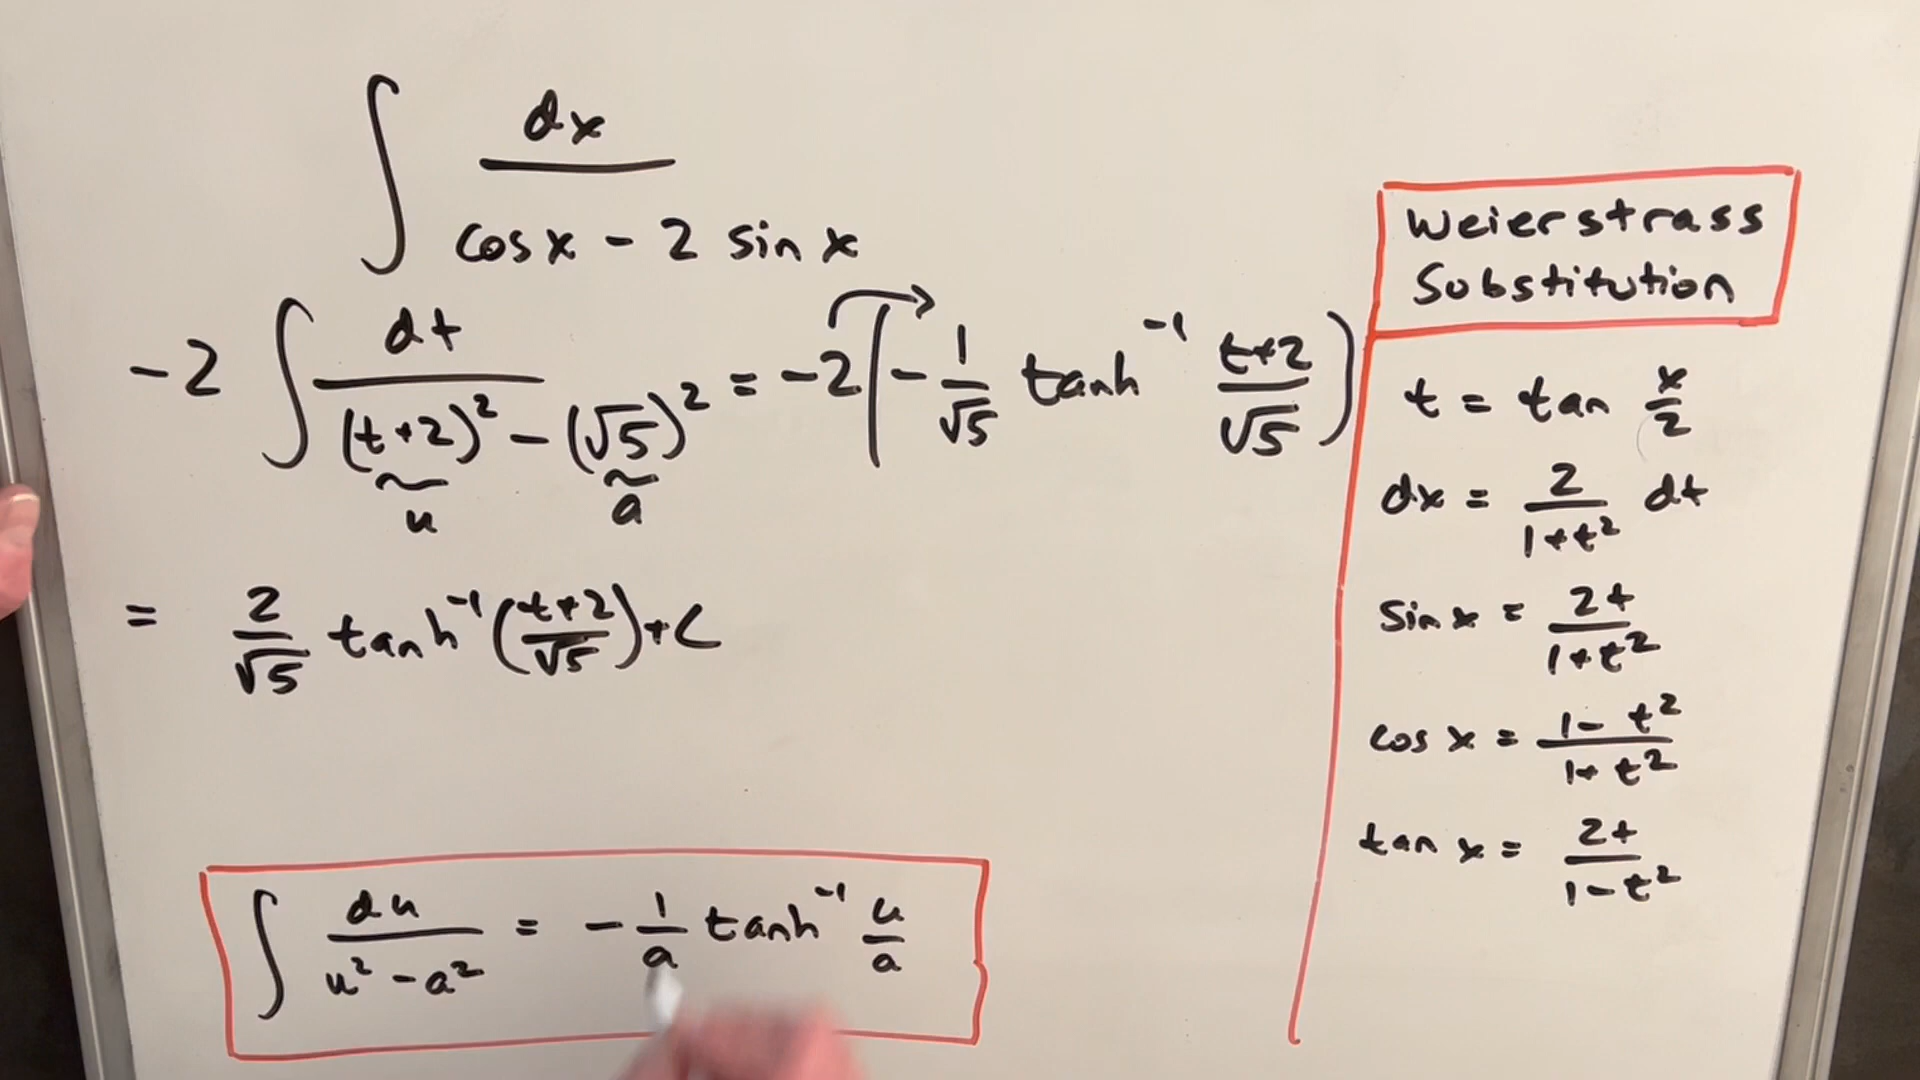 ∫ dx / (cos x - 2 sin x)
-2 ∫ dt / ((t+2)² - (√5)²) = -2(- 1/√5 tanh⁻¹ (t+2)/√5)
u a
= 2/√5 tanh⁻¹((t+2)/√5) + C
∫ du / (u² - a²) = - 1/a tanh⁻¹ u/a
Weierstrass
Substitution
t = tan x/2
dx = 2/(1+t²) dt
sin x = 2t/(1+t²)
cos x = (1-t²)/(1+t²)
tan x = 2t/(1-t²)